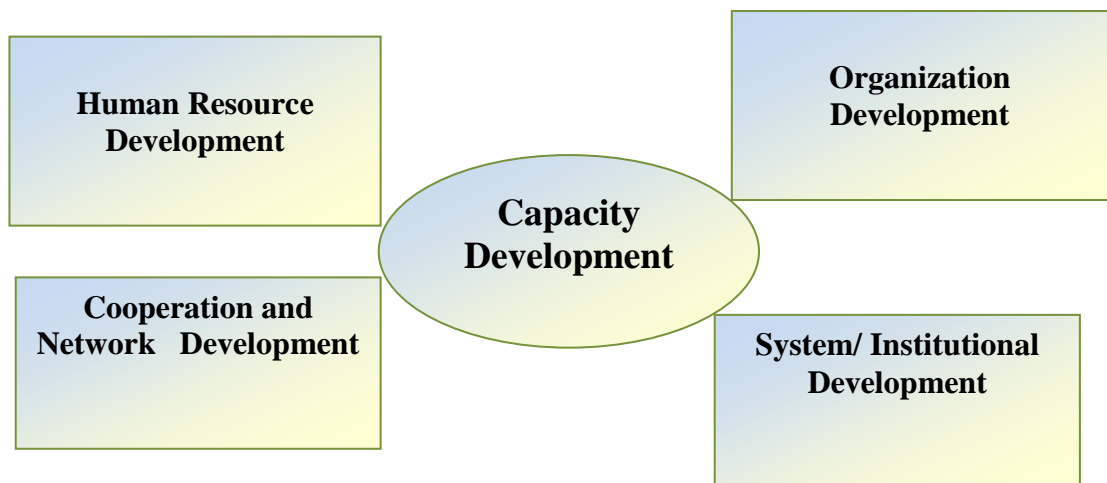 Human Resource
Development
Organization
Development
Capacity
Development
Cooperation and
Network Development
System/ Institutional
Development